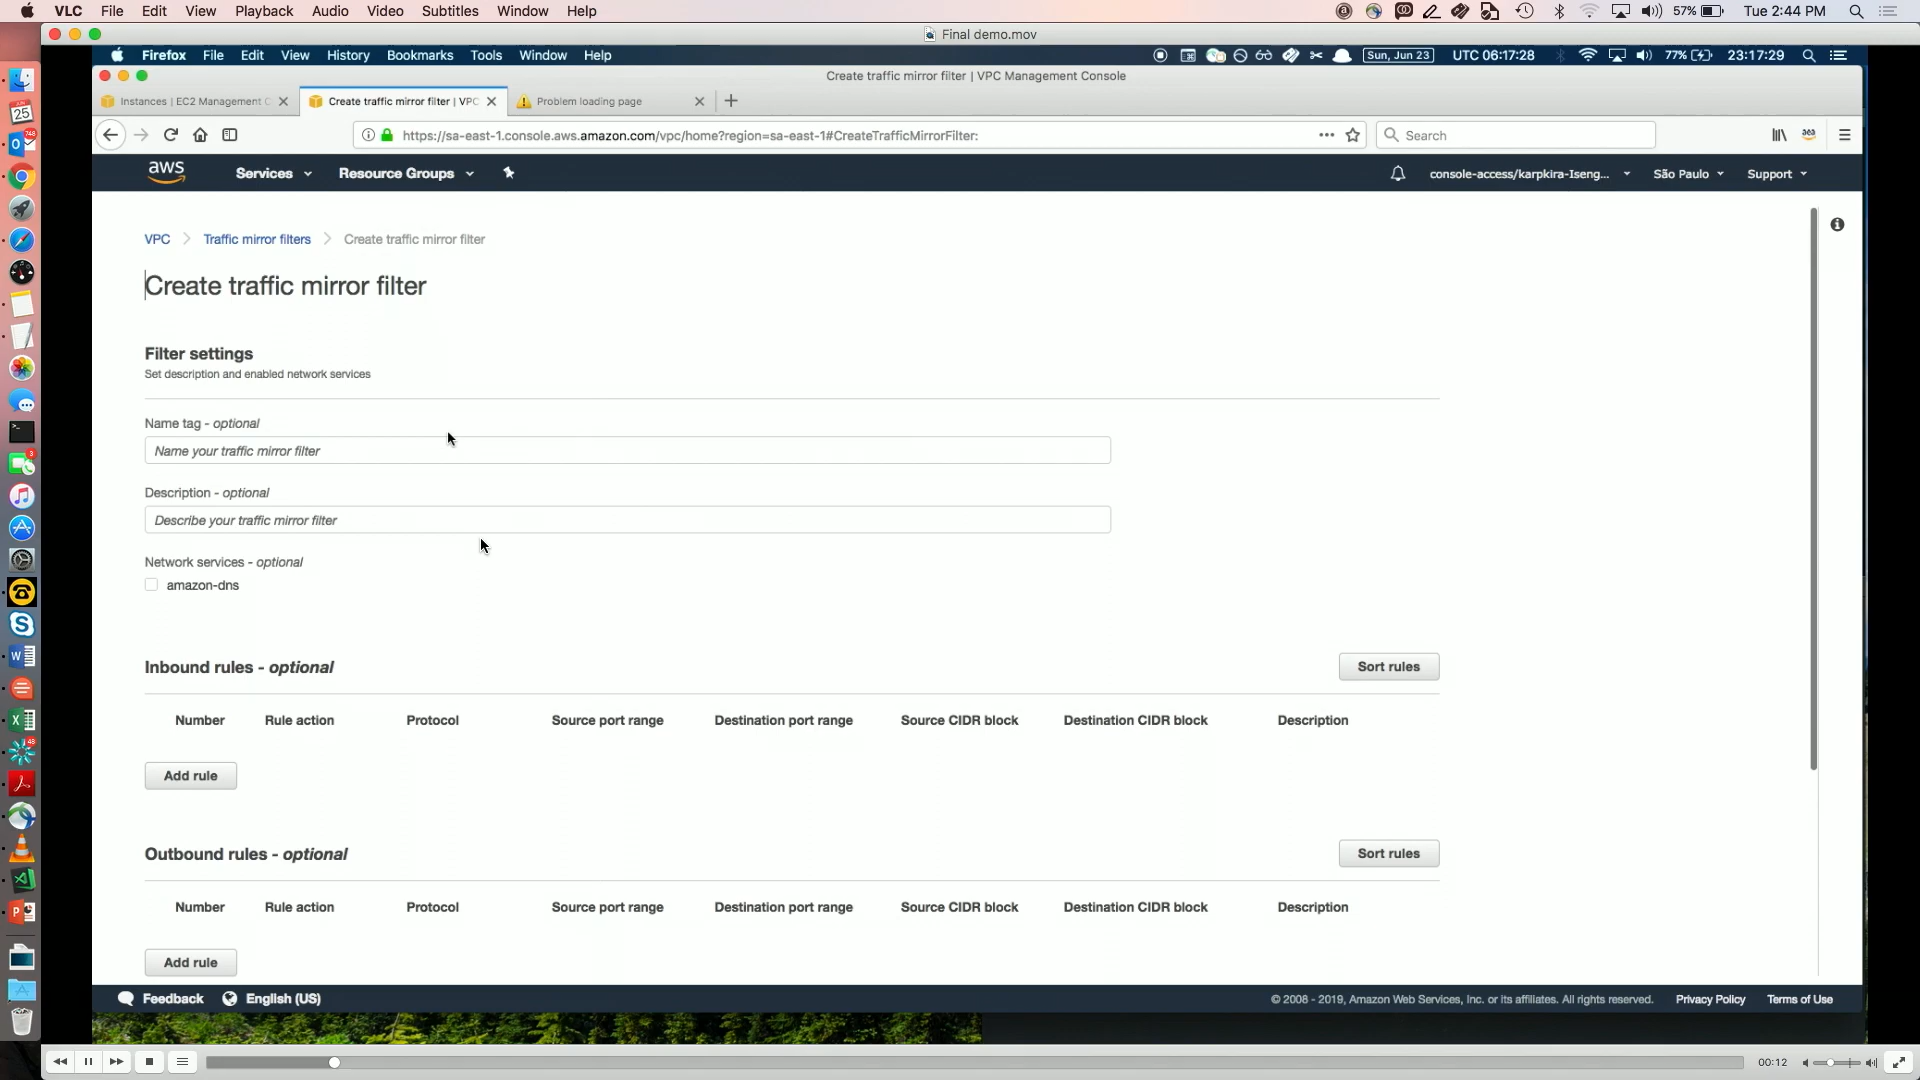 VLC File Edit View Playback Audio Video Subtitles Window Help 57% Tue 2:44 PM
Final demo.mov
Firefox File Edit View History Bookmarks Tools Window Help Sun, Jun 23 UTC 06:17:28 77% 23:17:29
Create traffic mirror filter | VPC Management Console
Instances | EC2 Management C
Create traffic mirror filter | VPC
Problem loading page
https://sa-east-1.console.aws.amazon.com/vpc/home?region=sa-east-1#CreateTrafficMirrorFilter:
Search
aws Services Resource Groups console-access/karpkira-Iseng... São Paulo Support
VPC Traffic mirror filters Create traffic mirror filter
Create traffic mirror filter
Filter settings
Set description and enabled network services
Name tag - optional
Name your traffic mirror filter
Description - optional
Describe your traffic mirror filter
Network services - optional
amazon-dns
Inbound rules - optional Sort rules
Number Rule action Protocol Source port range Destination port range Source CIDR block Destination CIDR block Description
Add rule
Outbound rules - optional Sort rules
Number Rule action Protocol Source port range Destination port range Source CIDR block Destination CIDR block Description
Add rule
Feedback English (US) © 2008 - 2019, Amazon Web Services, Inc. or its affiliates. All rights reserved. Privacy Policy Terms of Use
00:12